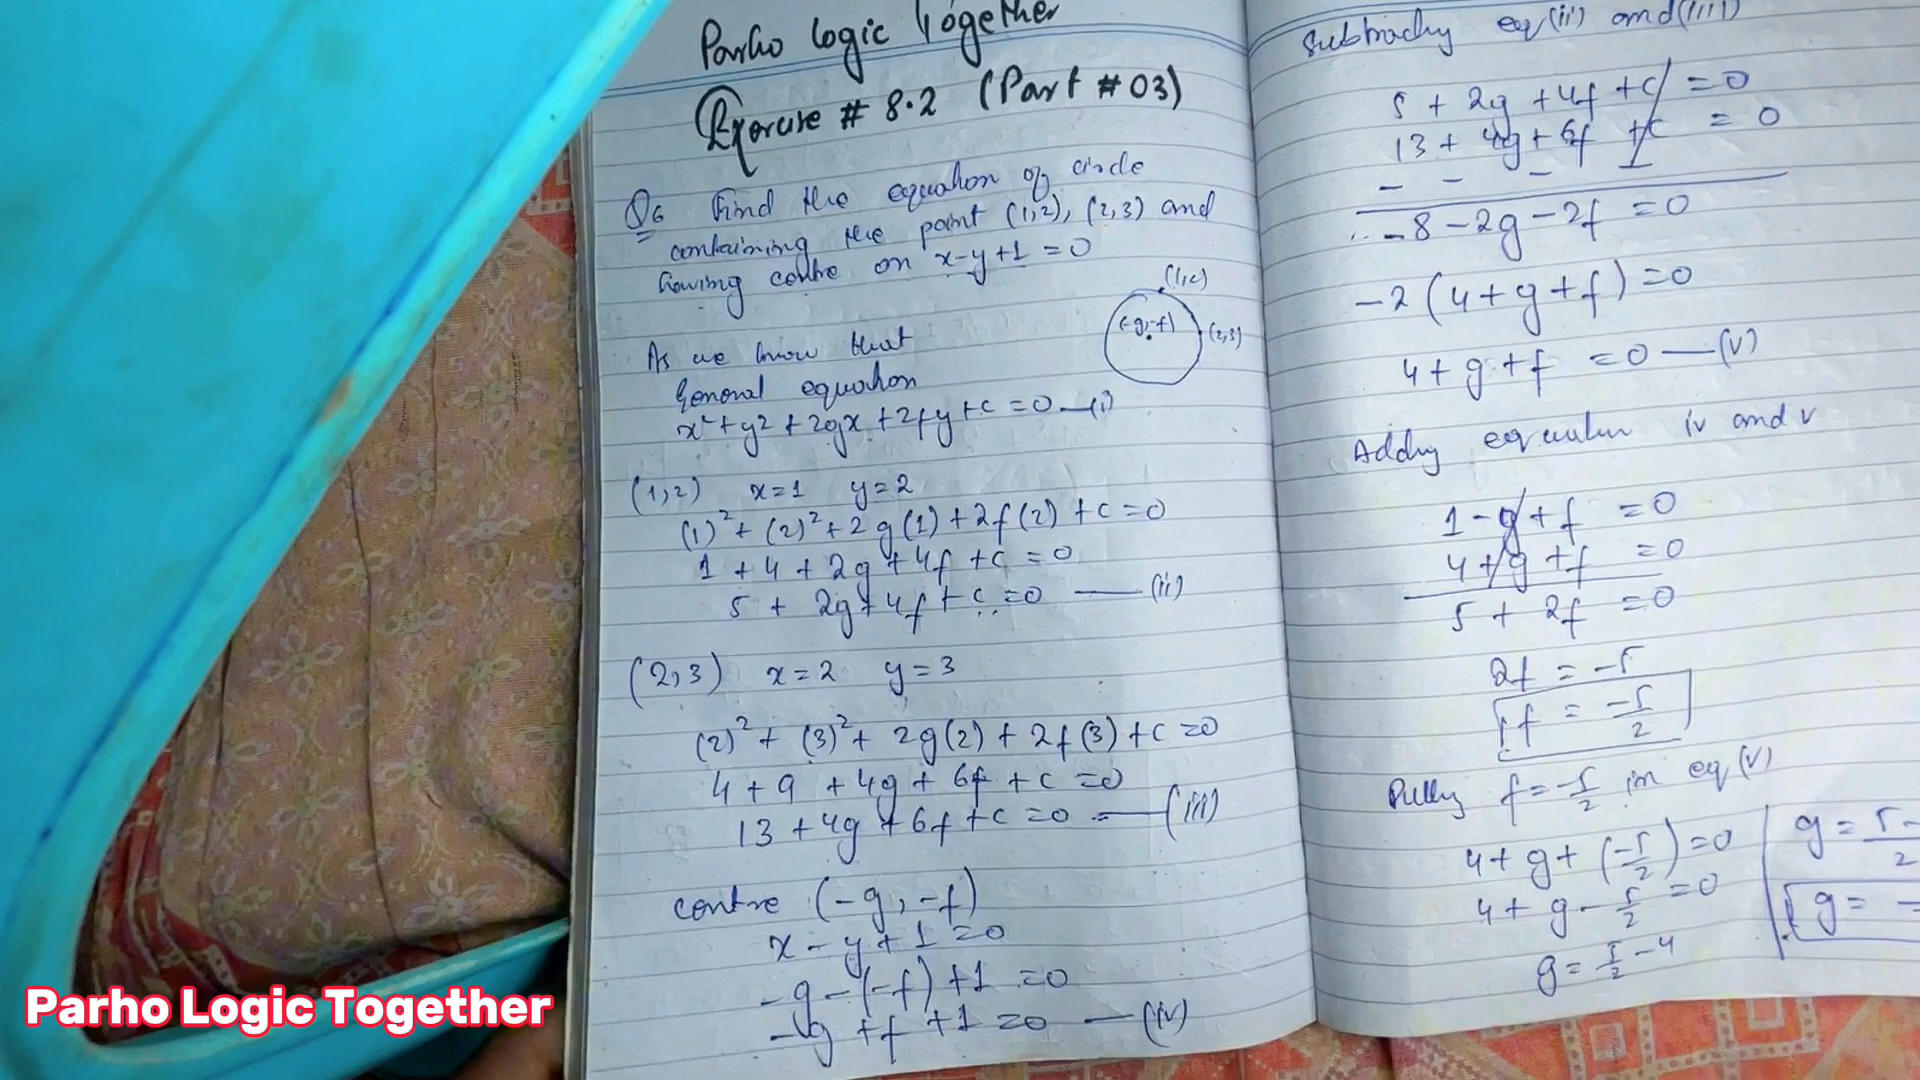 Parho Logic Together
Exercise # 8.2 (Part # 03)
Q6 Find the equation of circle
containing the point (1,2), (2,3) and
having centre on x-y+1=0
(1,2)
(-g,-f)
(2,3)
As we know that
General equation
x²+y²+2gx+2fy+c=0 —(i)
(1,2) x=1 y=2
(1)²+(2)²+2g(1)+2f(2)+c=0
1+4+2g+4f+c=0
5+2g+4f+c=0 —(ii)
(2,3) x=2 y=3
(2)²+(3)²+2g(2)+2f(3)+c=0
4+9+4g+6f+c=0
13+4g+6f+c=0 —(iii)
centre (-g,-f)
x-y+1=0
-g-(-f)+1=0
-g+f+1=0 —(iv)
Subtracting eq(ii) and (iii)
5+2g+4f+c=0
13+4g+6f+c=0
- - - -
-8-2g-2f=0
-2(4+g+f)=0
4+g+f=0 —(v)
Adding equation iv and v
1-g+f=0
4+g+f=0
5+2f=0
2f=-5
f=-5/2
Putting f=-5/2 in eq(v)
4+g+(-5/2)=0
4+g-5/2=0
g=5/2-4
g=5-
2
g=-
Parho Logic Together